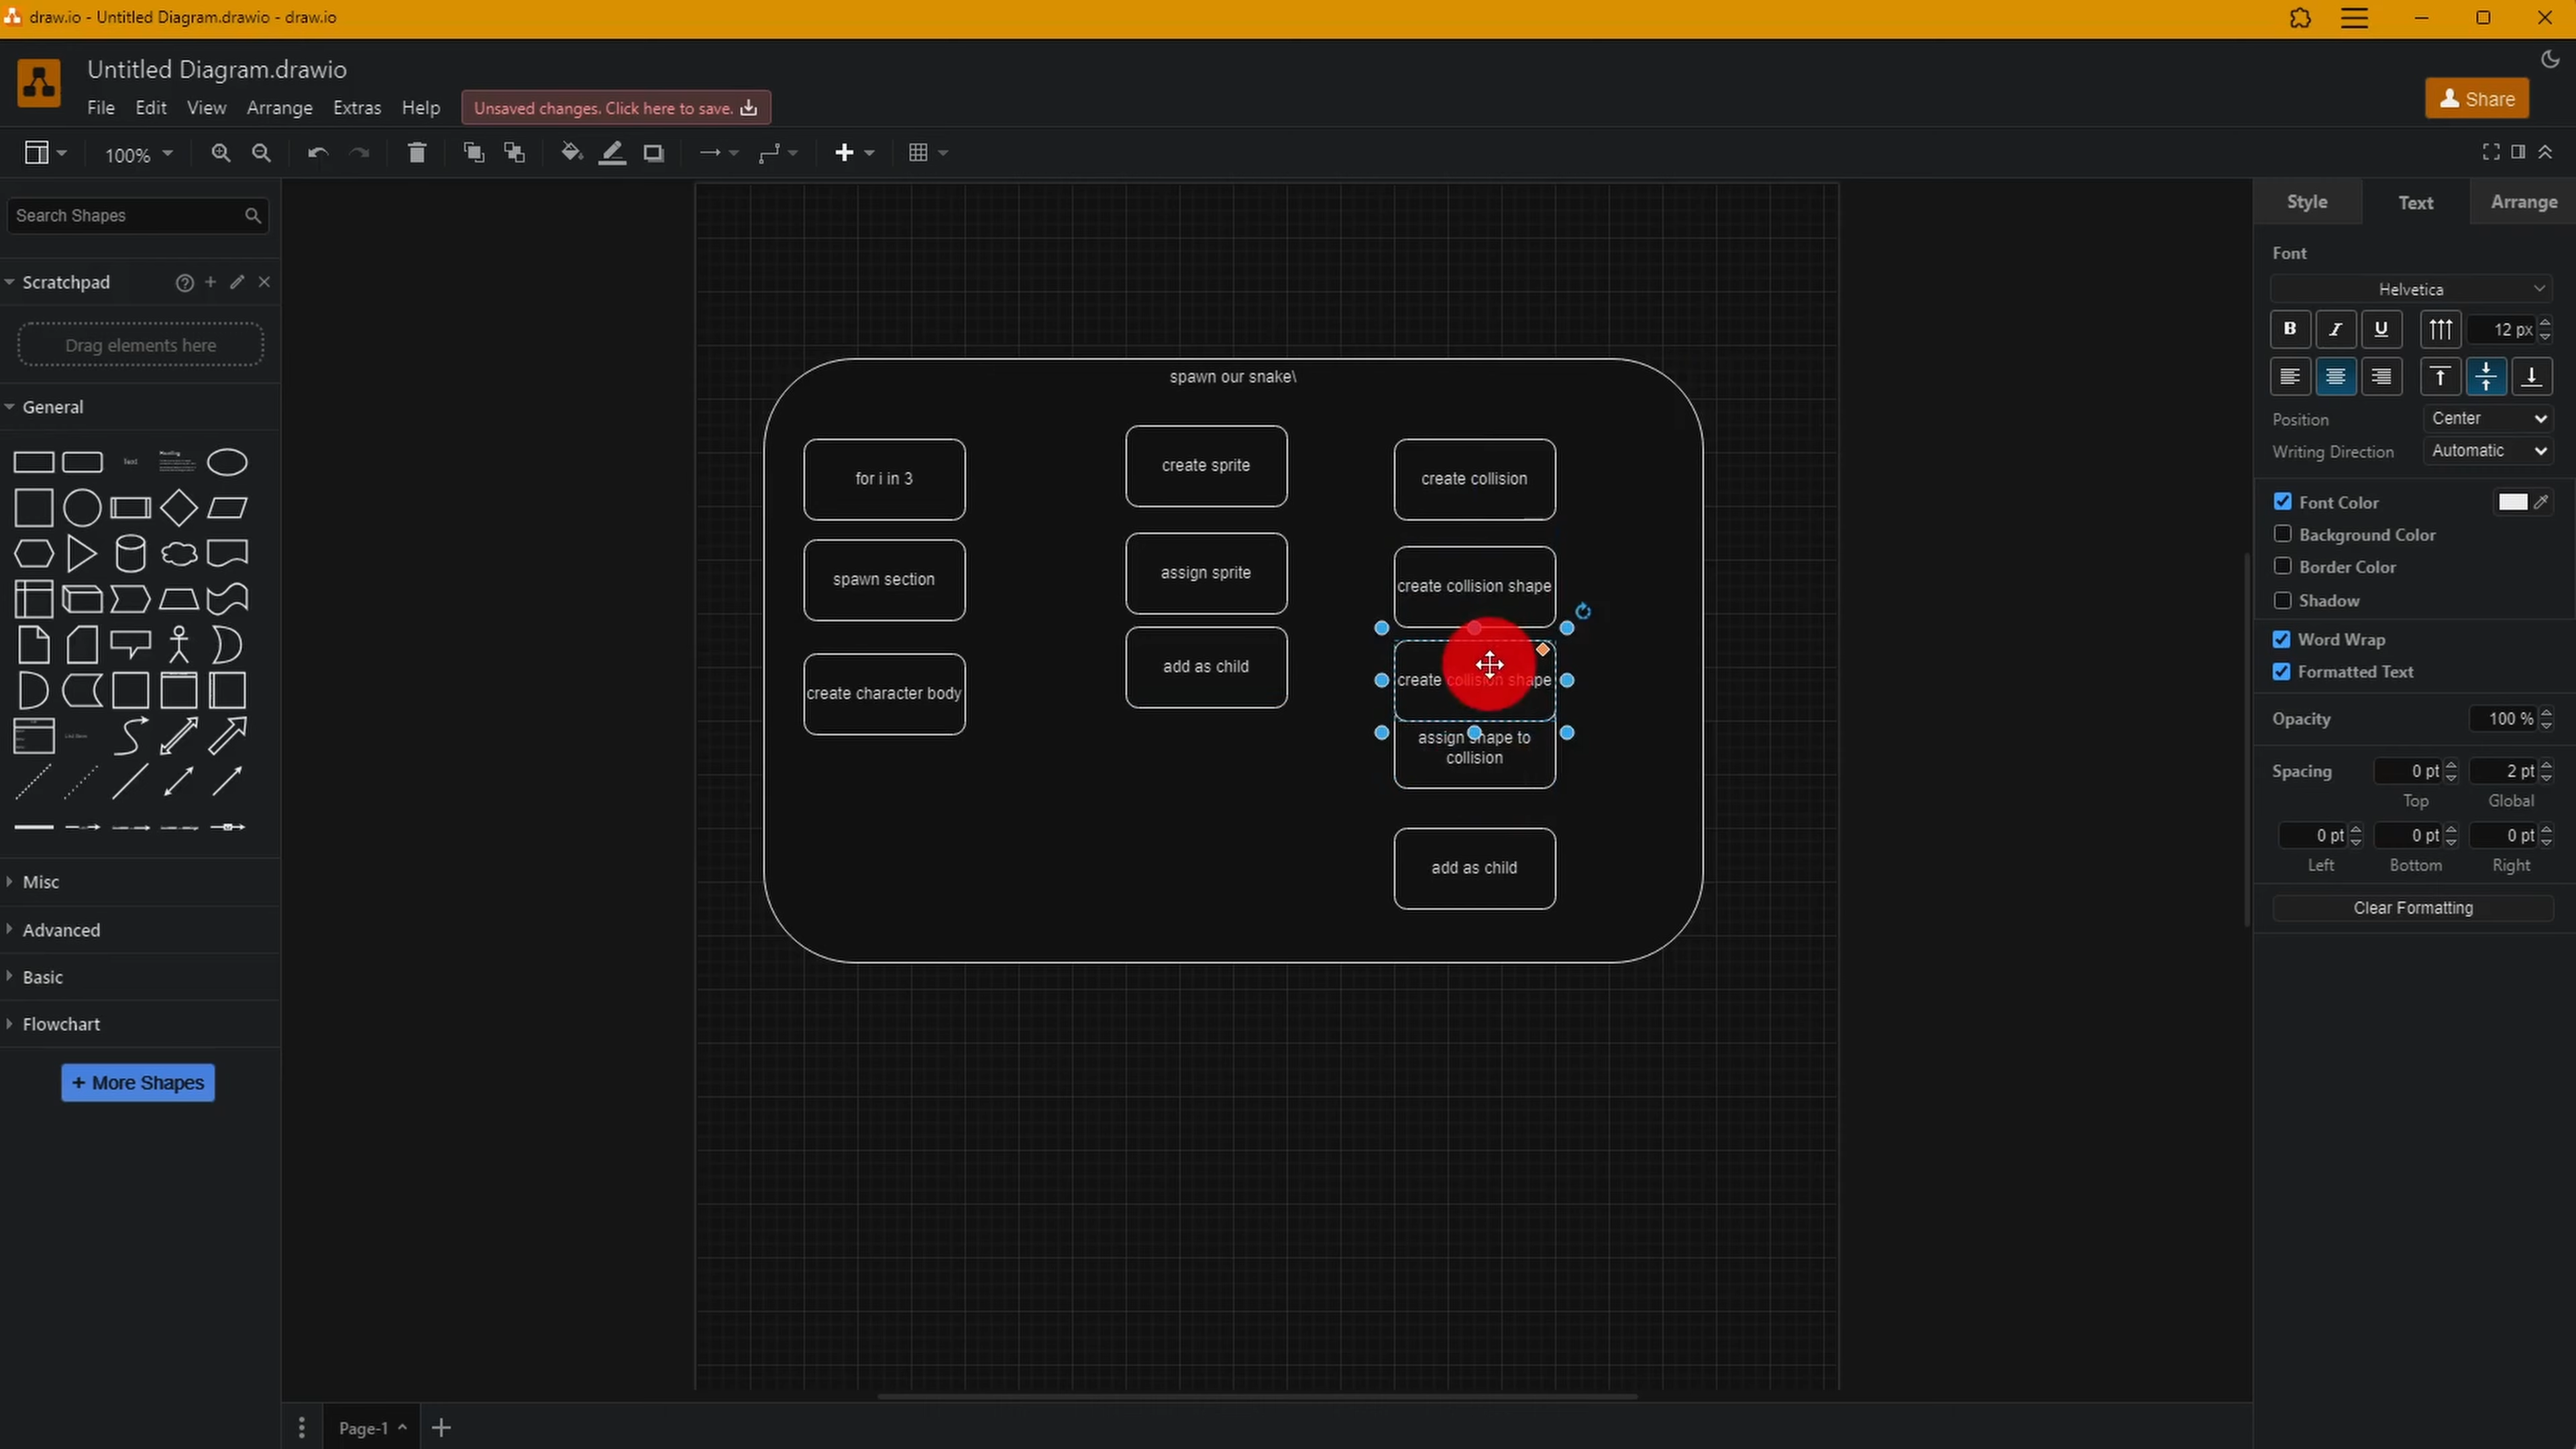 draw.io - Untitled Diagram.drawio - draw.io
Untitled Diagram.drawio
File Edit View Arrange Extras Help
Unsaved changes. Click here to save.
Share
100%
Search Shapes
Scratchpad
Drag elements here
General
Text
Heading
List Item
Misc
Advanced
Basic
Flowchart
+ More Shapes
spawn our snake\
for i in 3
spawn section
create character body
create sprite
assign sprite
add as child
create collision
create collision shape
create collision shape
assign shape to
collision
add as child
Style Text Arrange
Font
Helvetica
B I U 12 px
Position Center
Writing Direction Automatic
Font Color
Background Color
Border Color
Shadow
Word Wrap
Formatted Text
Opacity 100 %
Spacing 0 pt 2 pt
Top Global
0 pt 0 pt 0 pt
Left Bottom Right
Clear Formatting
Page-1